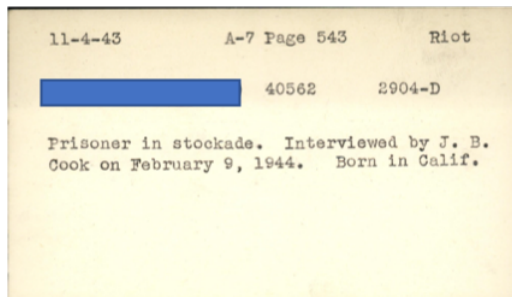 11-4-43 A-7 Page 543 Riot
40562 2904-D
Prisoner in stockade. Interviewed by J. B.
Cook on February 9, 1944. Born in Calif.